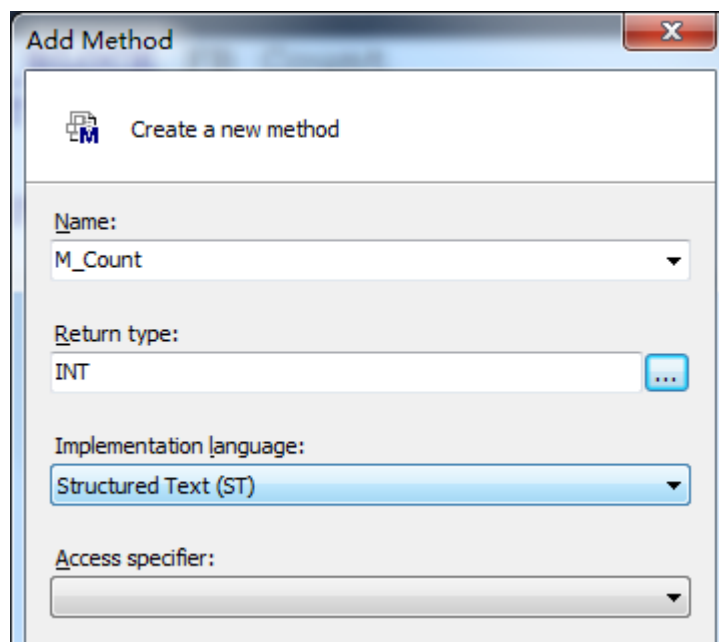 Add Method
Create a new method
Name:
M_Count
Return type:
INT
...
Implementation language:
Structured Text (ST)
Access specifier: